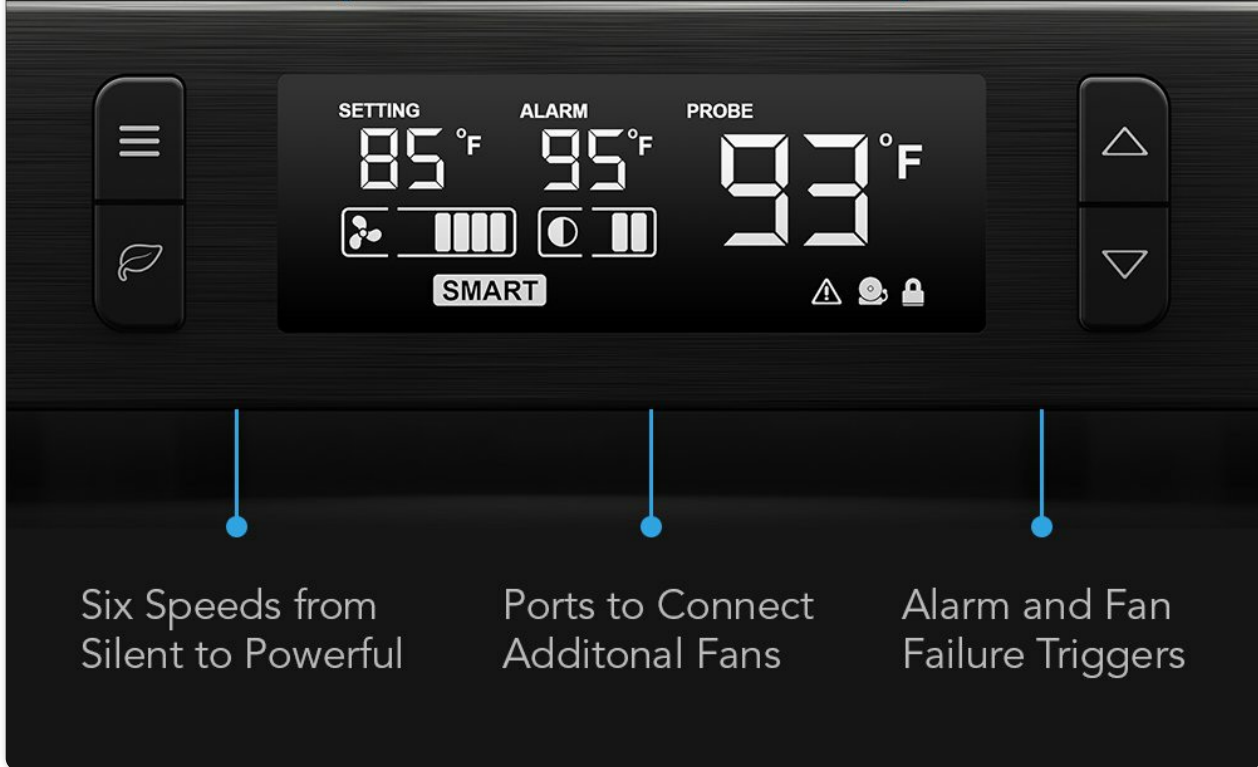 SETTING ALARM PROBE
85°F 95°F 93°F
SMART
Six Speeds from
Silent to Powerful
Ports to Connect
Additonal Fans
Alarm and Fan
Failure Triggers